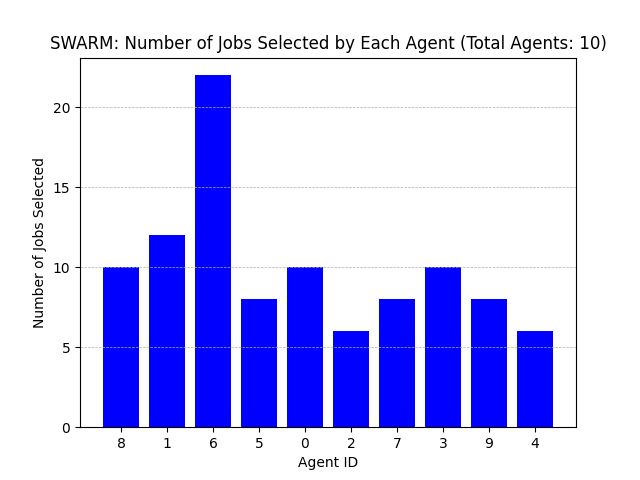 SWARM: Number of Jobs Selected by Each Agent (Total Agents: 10)
Number of Jobs Selected
20
15
10
5
0
8 1 6 5 0 2 7 3 9 4
Agent ID